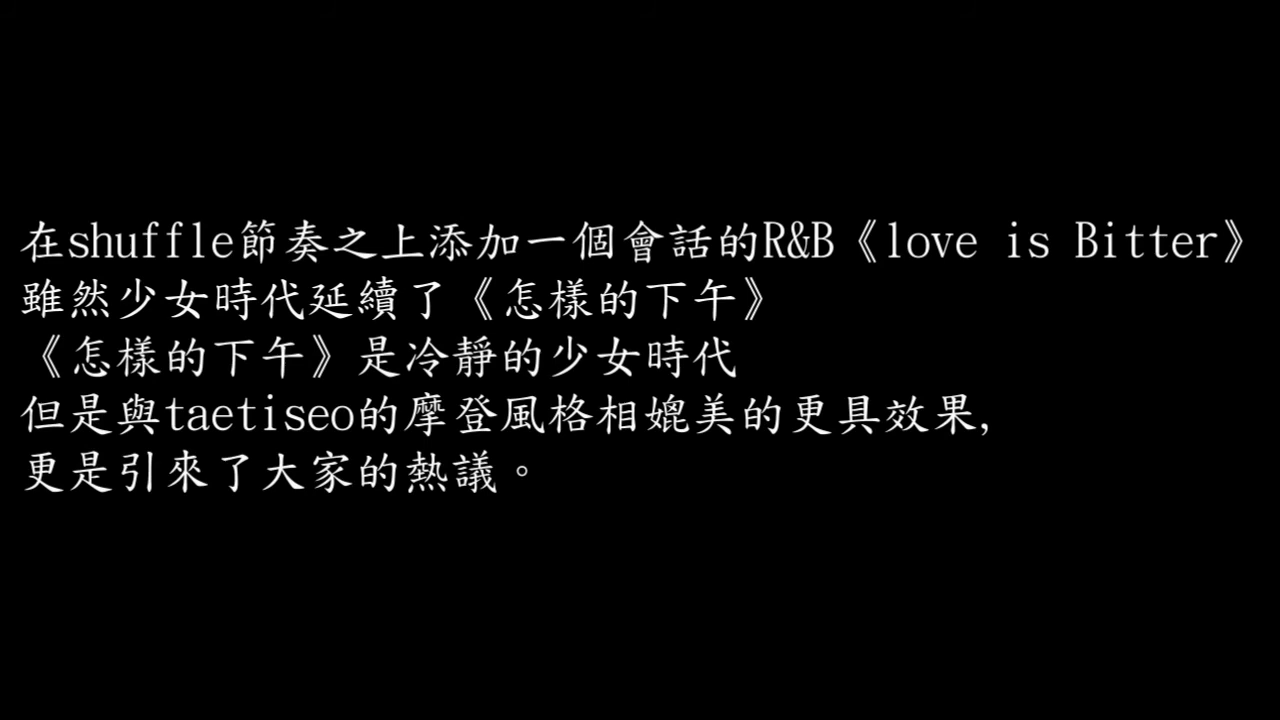 在shuffle節奏之上添加一個會話的R&B《love is Bitter》
雖然少女時代延續了《怎樣的下午》
《怎樣的下午》是冷靜的少女時代
但是與taetiseo的摩登風格相媲美的更具效果,
更是引來了大家的熱議。